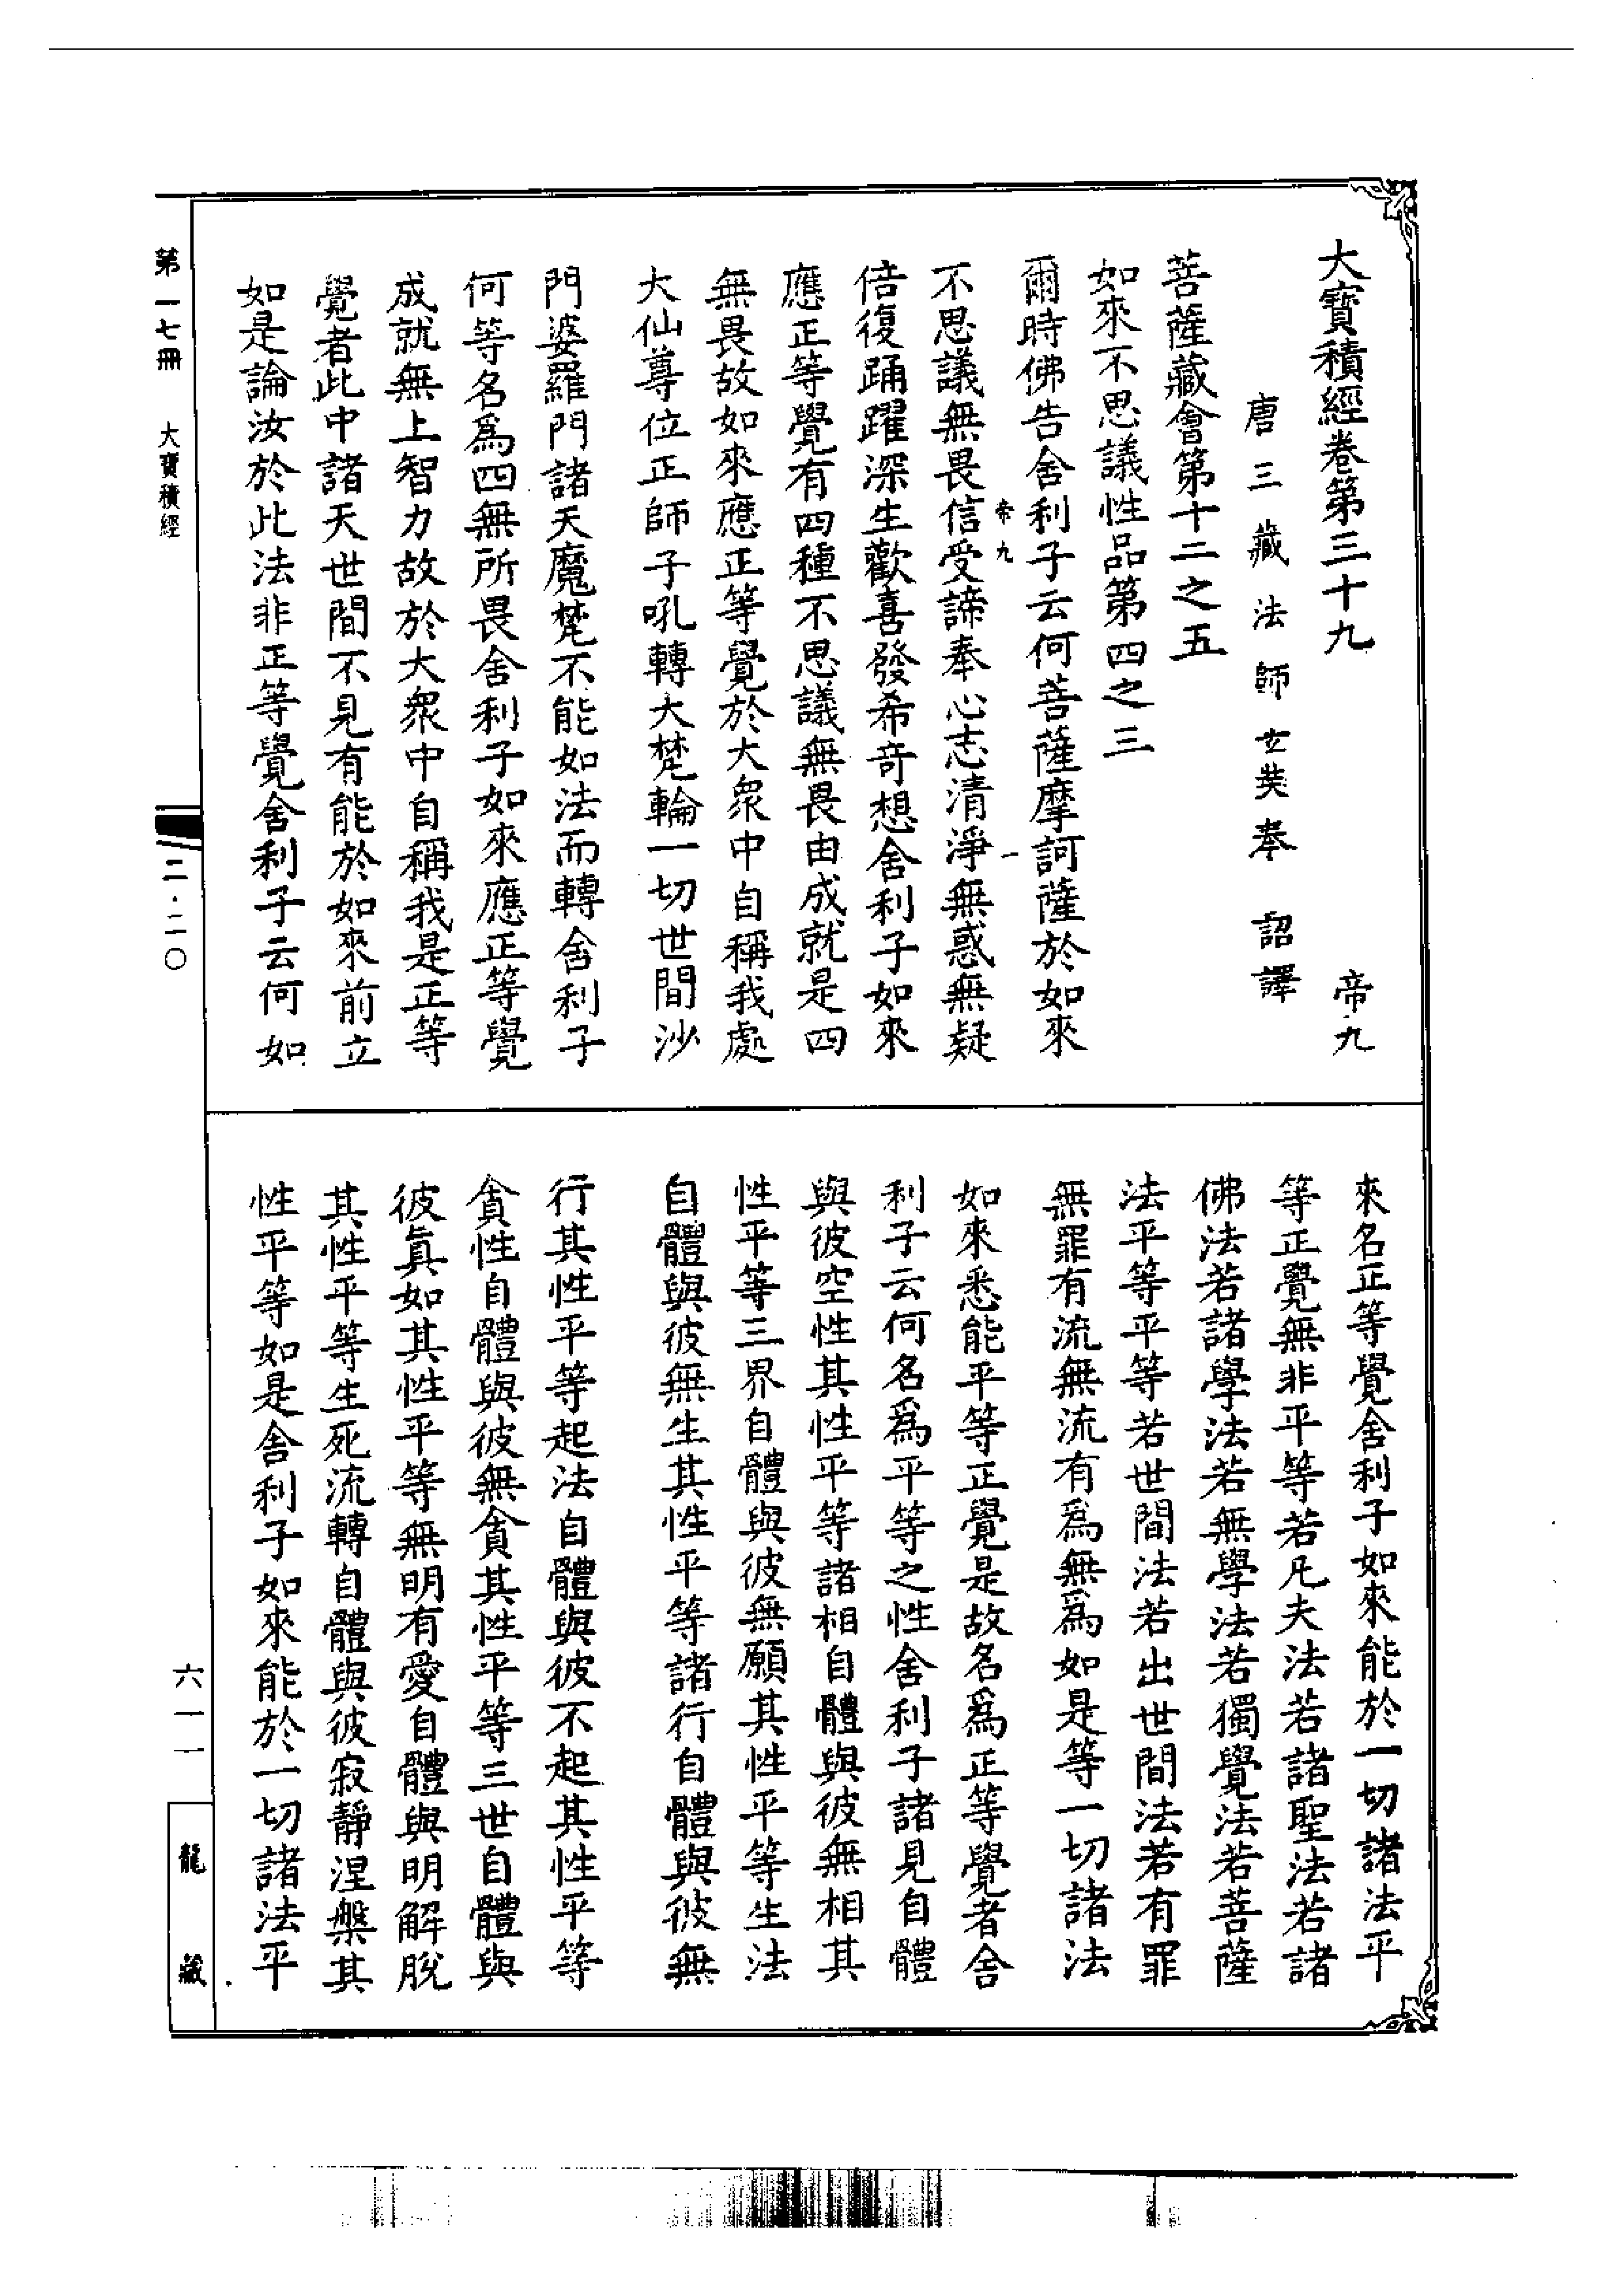 大寶積經卷第三十九 帝九
唐三藏法師玄奘奉 詔譯
菩薩藏會第十二之五
如來不思議性品第四之三
爾時佛告舍利子云何菩薩摩訶薩於如來
帝九 一
不思議無畏信受諦奉心志清淨無惑無疑
倍復踊躍深生歡喜發希奇想舍利子如來
應正等覺有四種不思議無畏由成就是四
無畏故如來應正等覺於大眾中自稱我處
大仙尊位正師子吼轉大梵輪一切世間沙
門婆羅門諸天魔梵不能如法而轉舍利子
何等名為四無所畏舍利子如來應正等覺
成就無上智力故於大眾中自稱我是正等
覺者此中諸天世間不見有能於如來前立
如是論汝於此法非正等覺舍利子云何如
來名正等覺舍利子如來能於一切諸法平
等正覺無非平等若凡夫法若諸聖法若諸
佛法若諸學法若無學法若獨覺法若菩薩
法平等平等若世間法若出世間法若有罪
無罪有流無流有為無為如是等一切諸法
如來悉能平等正覺是故名為正等覺者舍
利子云何名為平等之性舍利子諸見自體
與彼空性其性平等諸相自體與彼無相其
性平等三界自體與彼無願其性平等生法
自體與彼無生其性平等諸行自體與彼無
行其性平等起法自體與彼不起其性平等
貪性自體與彼無貪其性平等三世自體與
彼真如其性平等無明有愛自體與明解脫
其性平等生死流轉自體與彼寂靜涅槃其
性平等如是舍利子如來能於一切諸法平
第一七冊 大寶積經
二·二〇
六一一
龍藏